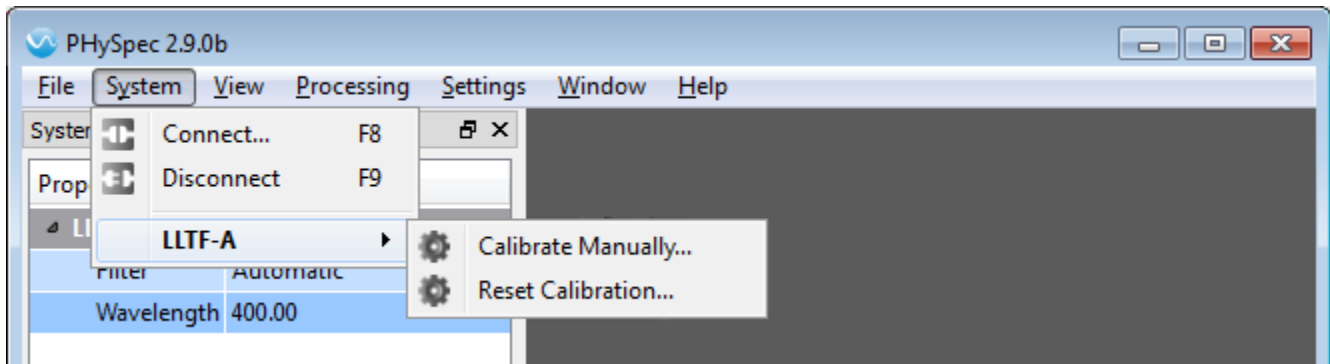 PHySpec 2.9.0b
File System View Processing Settings Window Help
Connect... F8
Disconnect F9
LLTF-A
Calibrate Manually...
Reset Calibration...
Filter Automatic
Wavelength 400.00